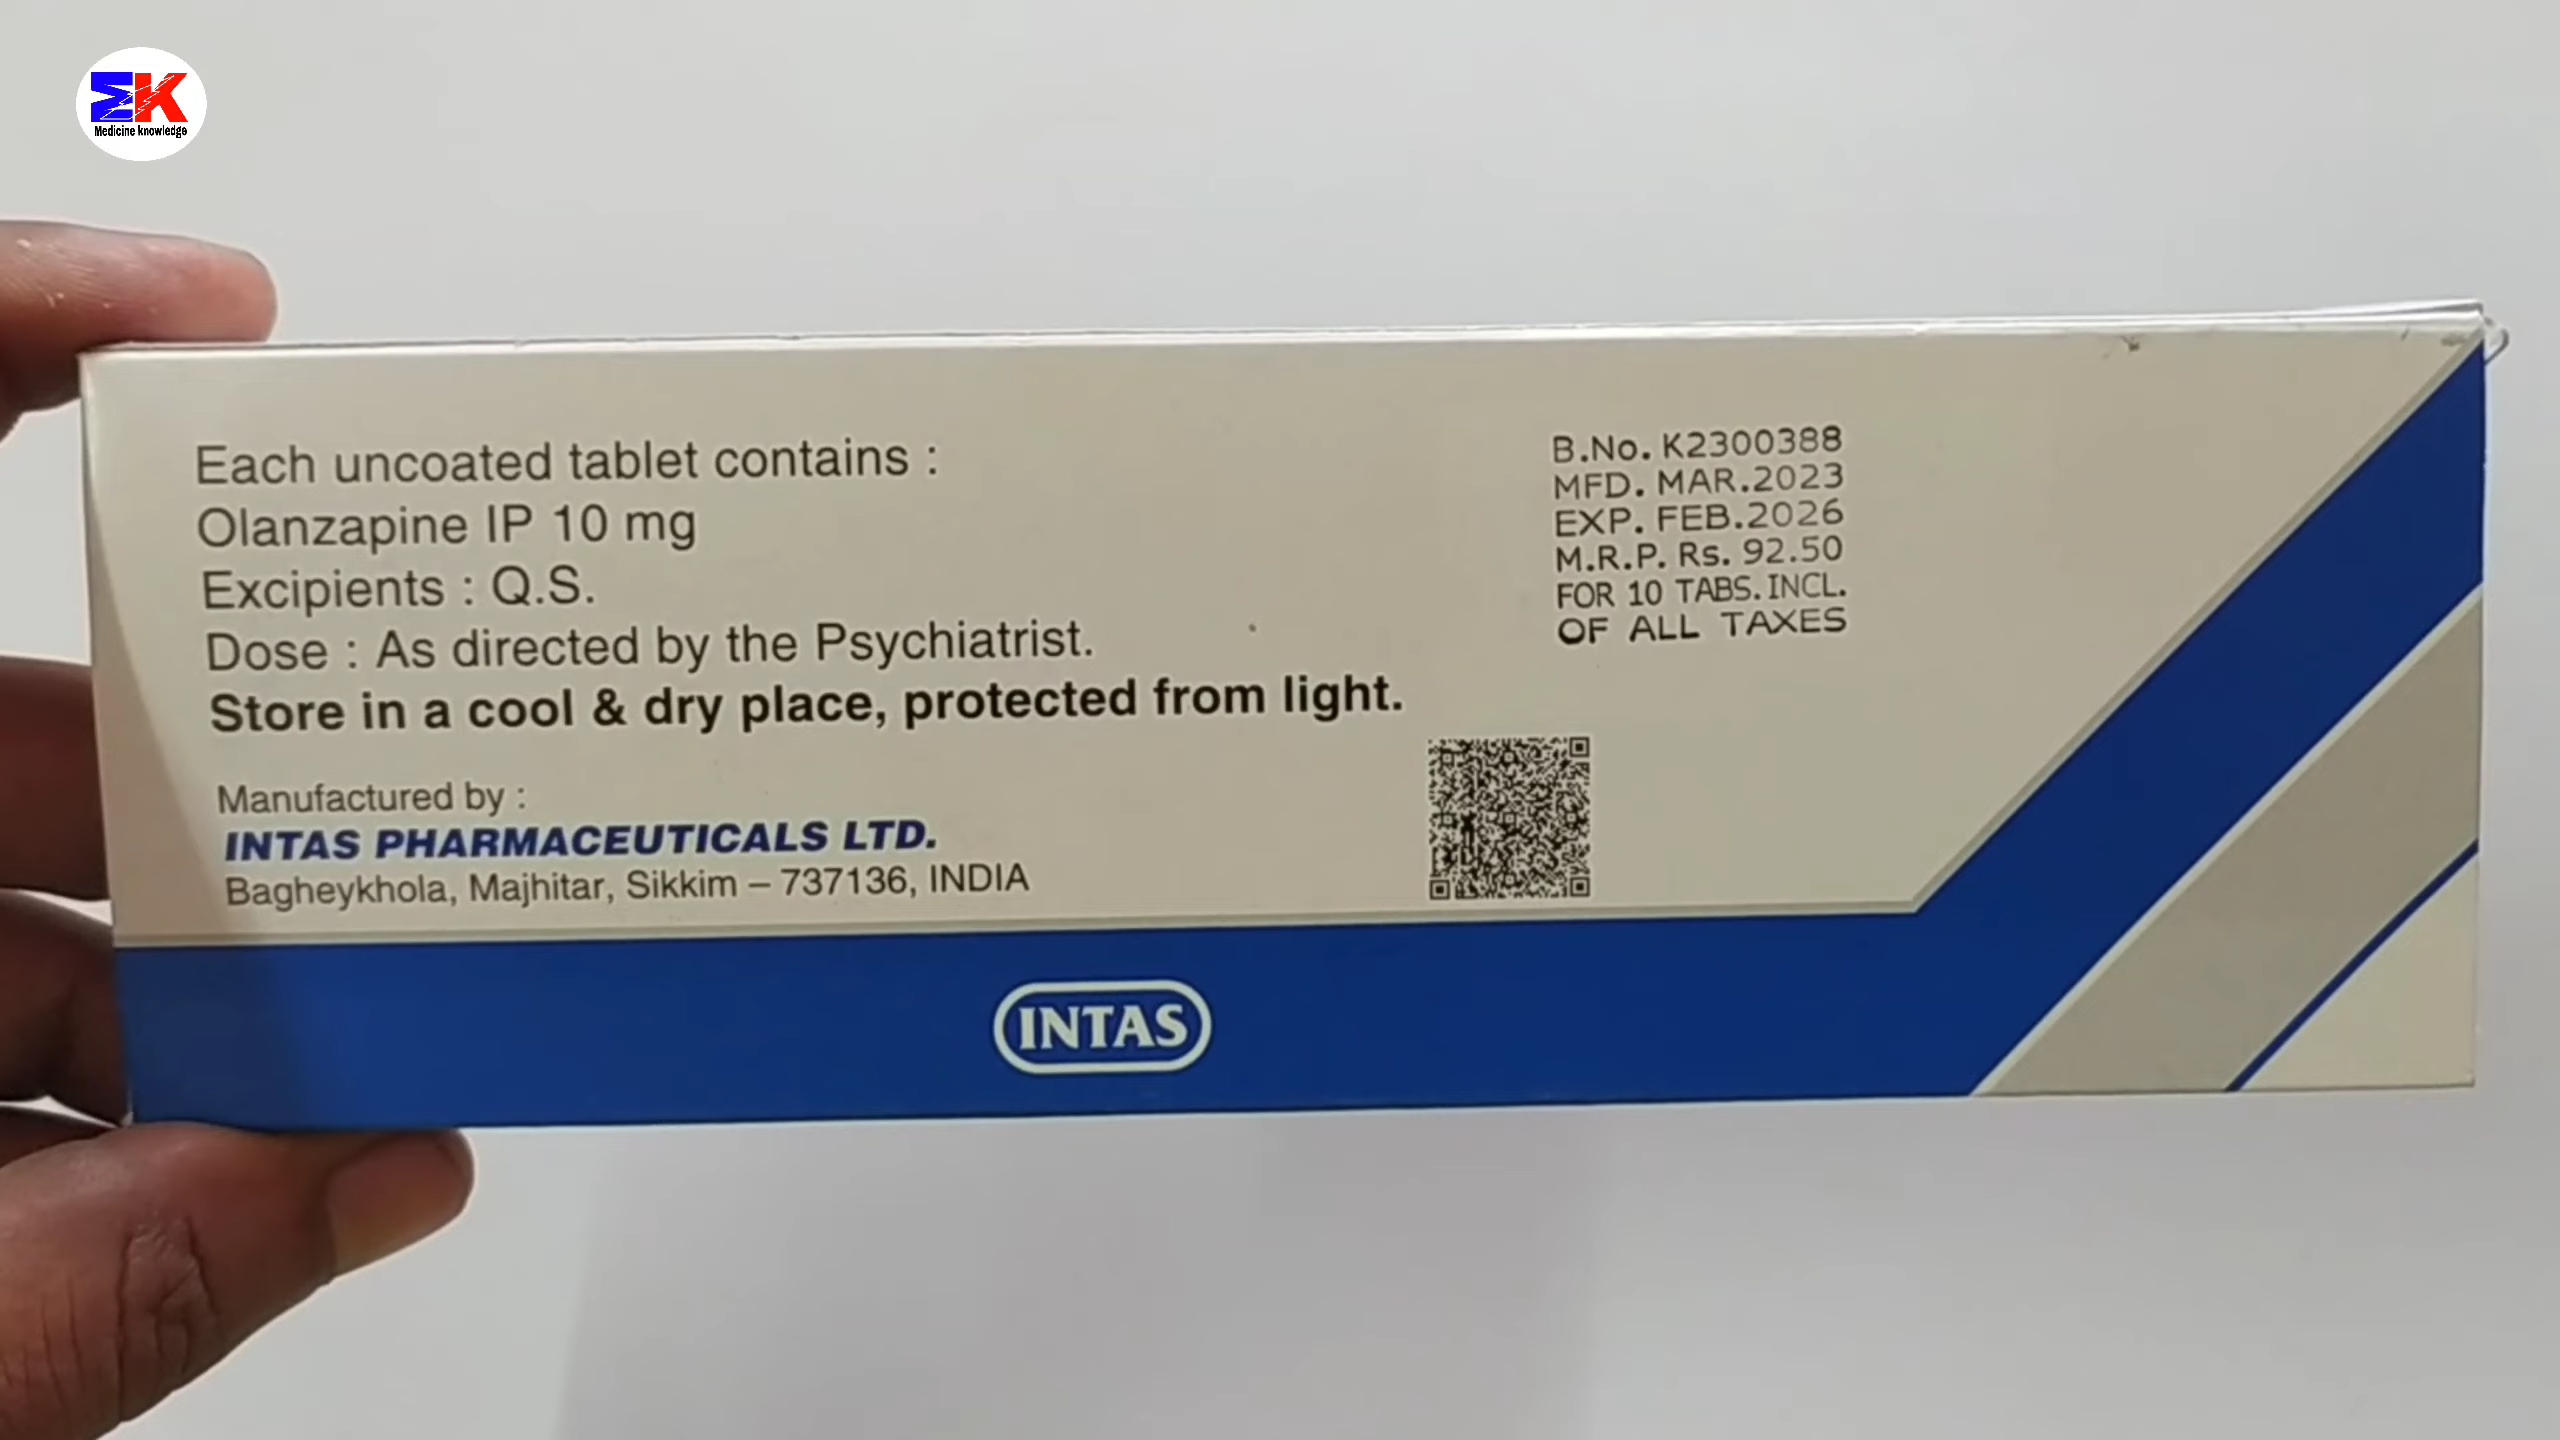 MK
Medicine knowledge
Each uncoated tablet contains :
Olanzapine IP 10 mg
Excipients : Q.S.
Dose : As directed by the Psychiatrist.
Store in a cool & dry place, protected from light.
Manufactured by :
INTAS PHARMACEUTICALS LTD.
Bagheykhola, Majhitar, Sikkim – 737136, INDIA
B.No. K2300388
MFD. MAR.2023
EXP. FEB.2026
M.R.P. Rs. 92.50
FOR 10 TABS. INCL.
OF ALL TAXES
INTAS